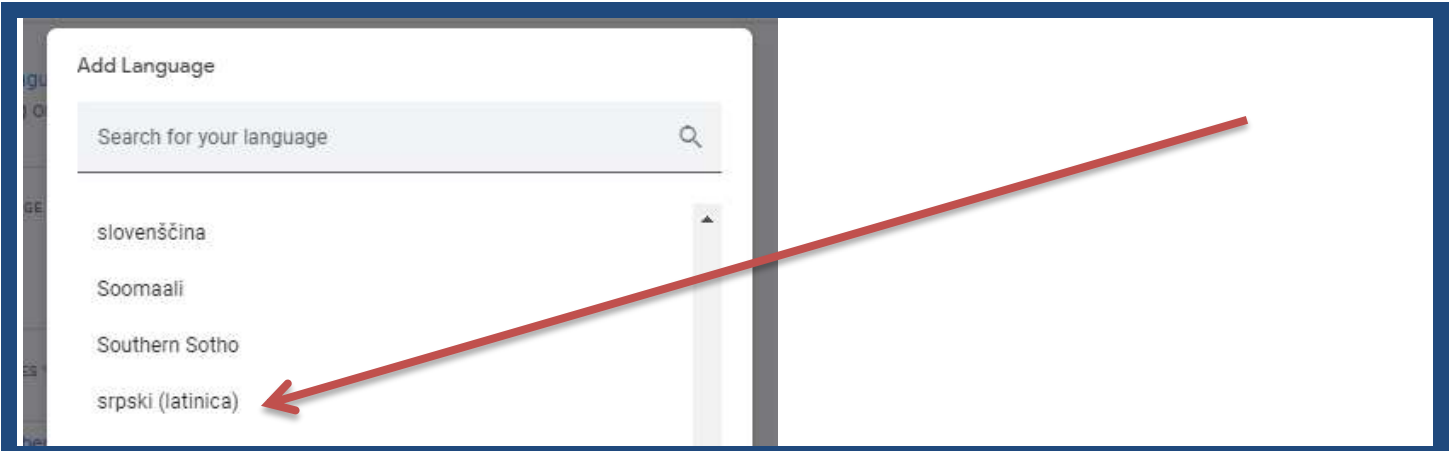 Add Language
Search for your language
slovenščina
Soomaali
Southern Sotho
srpski (latinica)